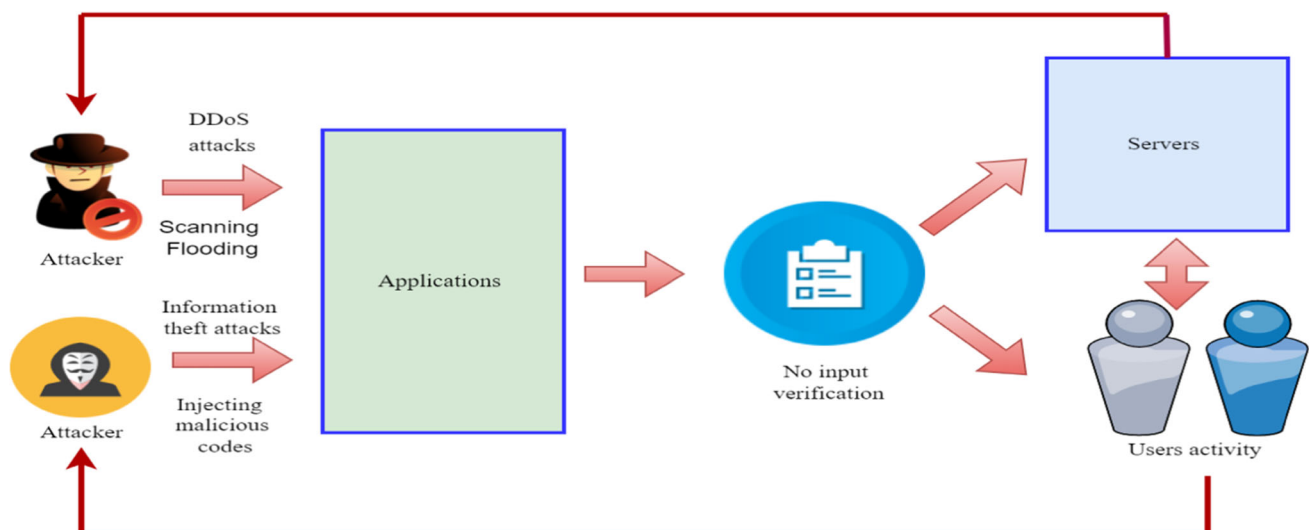 DDoS
attacks
Scanning
Flooding
Attacker
Information
theft attacks
Injecting
malicious
codes
Attacker
Applications
No input
verification
Servers
Users activity